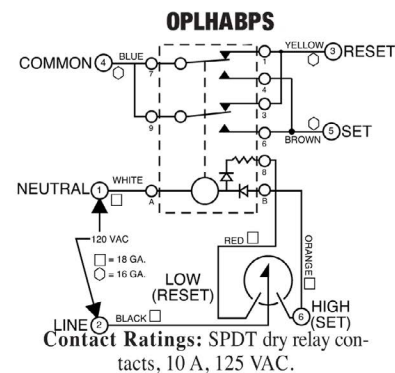 OPLHABPS
COMMON 4 BLUE 7 1 YELLOW 3 RESET
4
9 3
6 BROWN 5 SET
8
NEUTRAL 1 WHITE A B
120 VAC
RED
ORANGE
= 18 GA.
= 16 GA.
LOW
(RESET)
HIGH
(SET)
6
LINE 2 BLACK
Contact Ratings: SPDT dry relay con-
tacts, 10 A, 125 VAC.